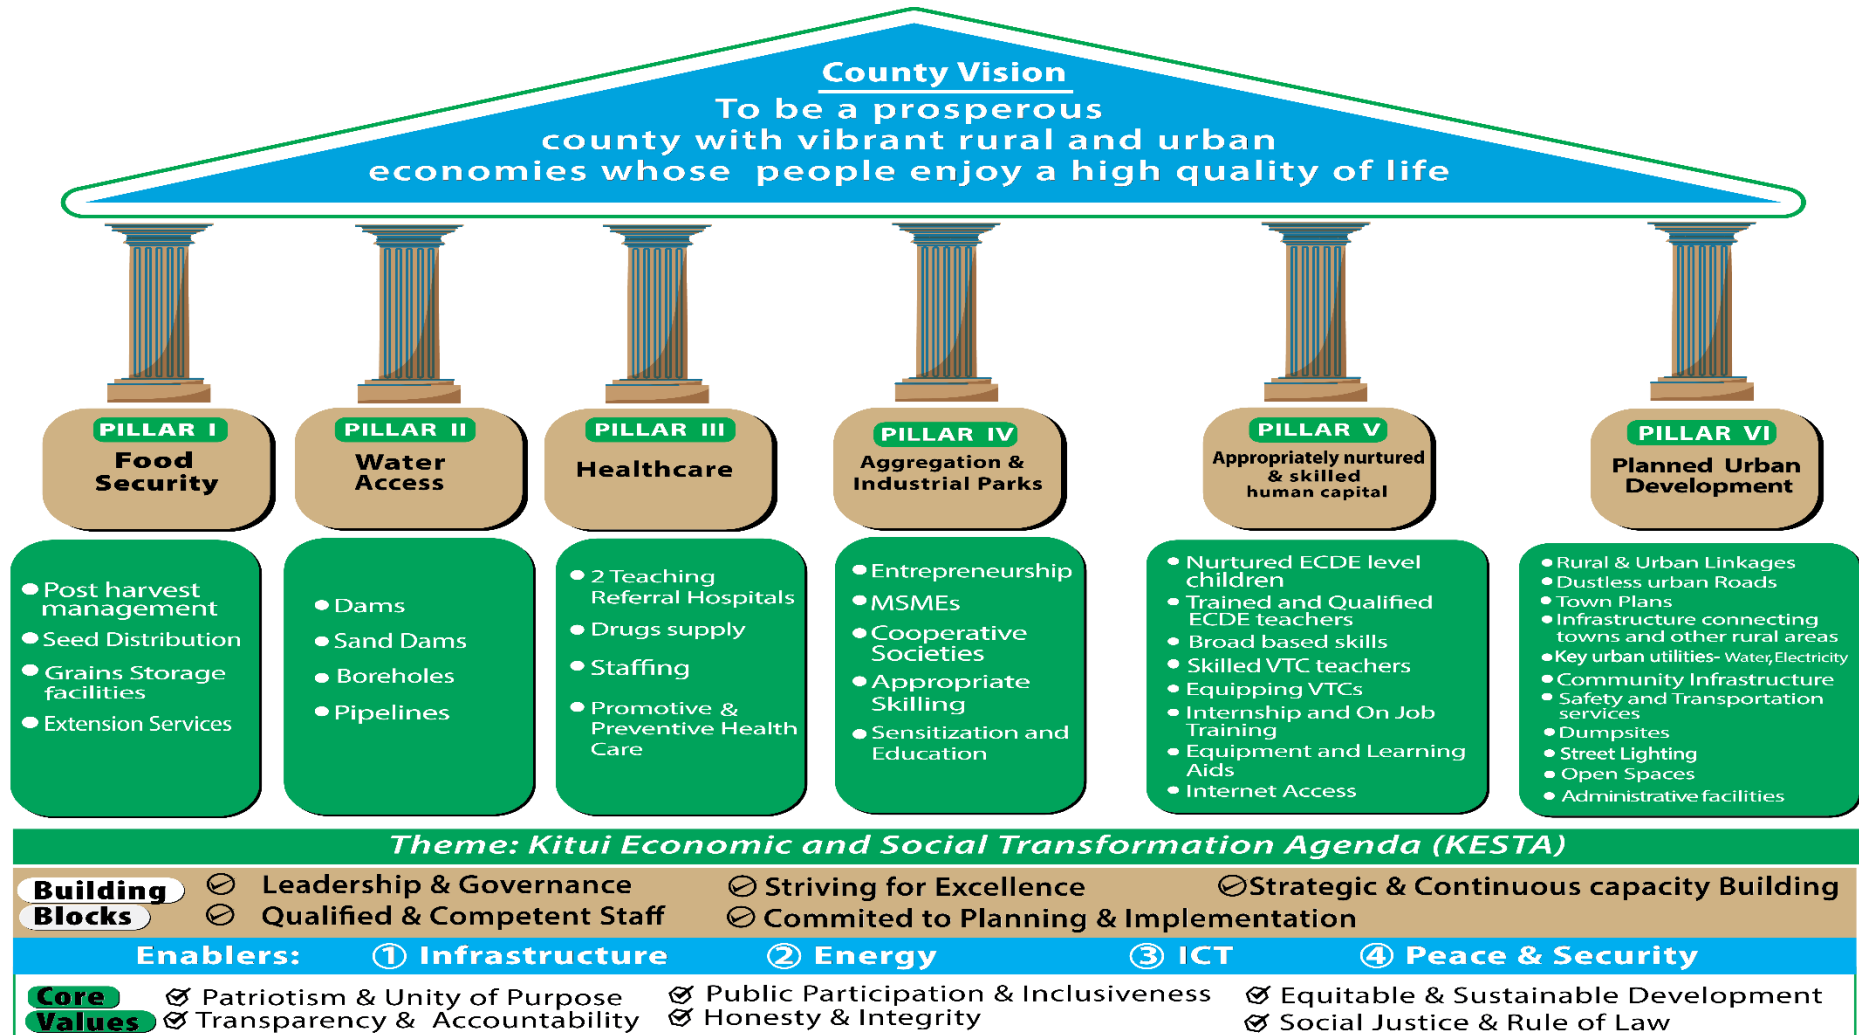 County Vision
To be a prosperous
county with vibrant rural and urban
economies whose people enjoy a high quality of life
PILLAR I
Food
Security
PILLAR II
Water
Access
PILLAR III
Healthcare
PILLAR IV
Aggregation &
Industrial Parks
PILLAR V
Appropriately nurtured
& skilled
human capital
PILLAR VI
Planned Urban
Development
Post harvest
management
Seed Distribution
Grains Storage
facilities
Extension Services
Dams
Sand Dams
Boreholes
Pipelines
2 Teaching
Referral Hospitals
Drugs supply
Staffing
Promotive &
Preventive Health
Care
Entrepreneurship
MSMEs
Cooperative
Societies
Appropriate
Skilling
Sensitization and
Education
Nurtured ECDE level
children
Trained and Qualified
ECDE teachers
Broad based skills
Skilled VTC teachers
Equipping VTCs
Internship and On Job
Training
Equipment and Learning
Aids
Internet Access
Rural & Urban Linkages
Dustless urban Roads
Town Plans
Infrastructure connecting
towns and other rural areas
Key urban utilities- Water,Electricity
Community Infrastructure
Safety and Transportation
services
Dumpsites
Street Lighting
Open Spaces
Administrative facilities
Theme: Kitui Economic and Social Transformation Agenda (KESTA)
Building
Blocks
Leadership & Governance
Striving for Excellence
Strategic & Continuous capacity Building
Qualified & Competent Staff
Commited to Planning & Implementation
Enablers: 1 Infrastructure 2 Energy 3 ICT 4 Peace & Security
Core
Values
Patriotism & Unity of Purpose
Public Participation & Inclusiveness
Equitable & Sustainable Development
Transparency & Accountability
Honesty & Integrity
Social Justice & Rule of Law